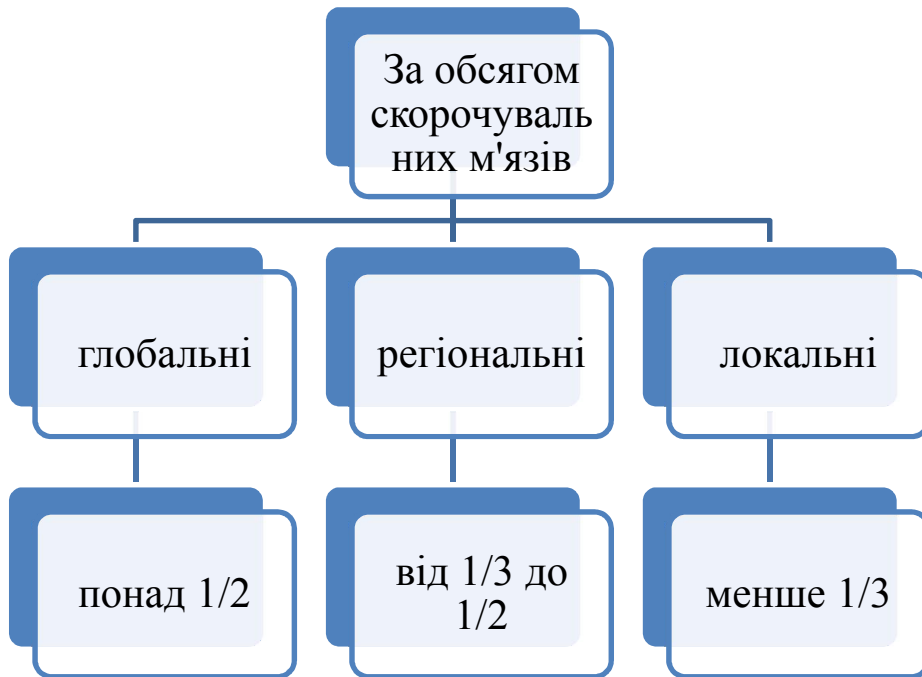 За обсягом
скорочуваль
них м'язів
глобальні
регіональні
локальні
понад 1/2
від 1/3 до
1/2
менше 1/3